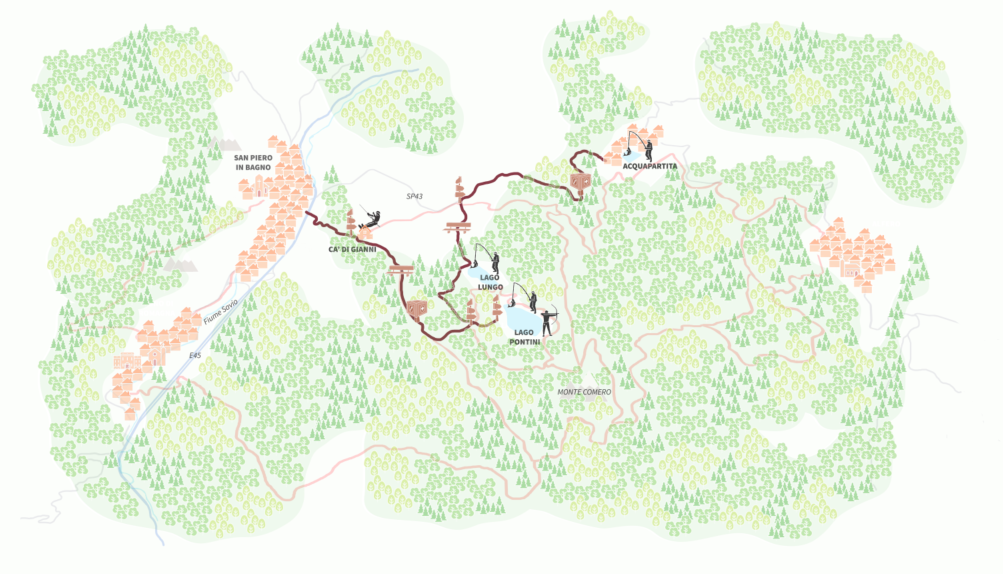 SAN PIERO
IN BAGNO
ACQUAPARTITA
SP43
CA' DI GIANNI
LAGO
LUNGO
Fiume Savio
LAGO
PONTINI
E45
MONTE COMERO